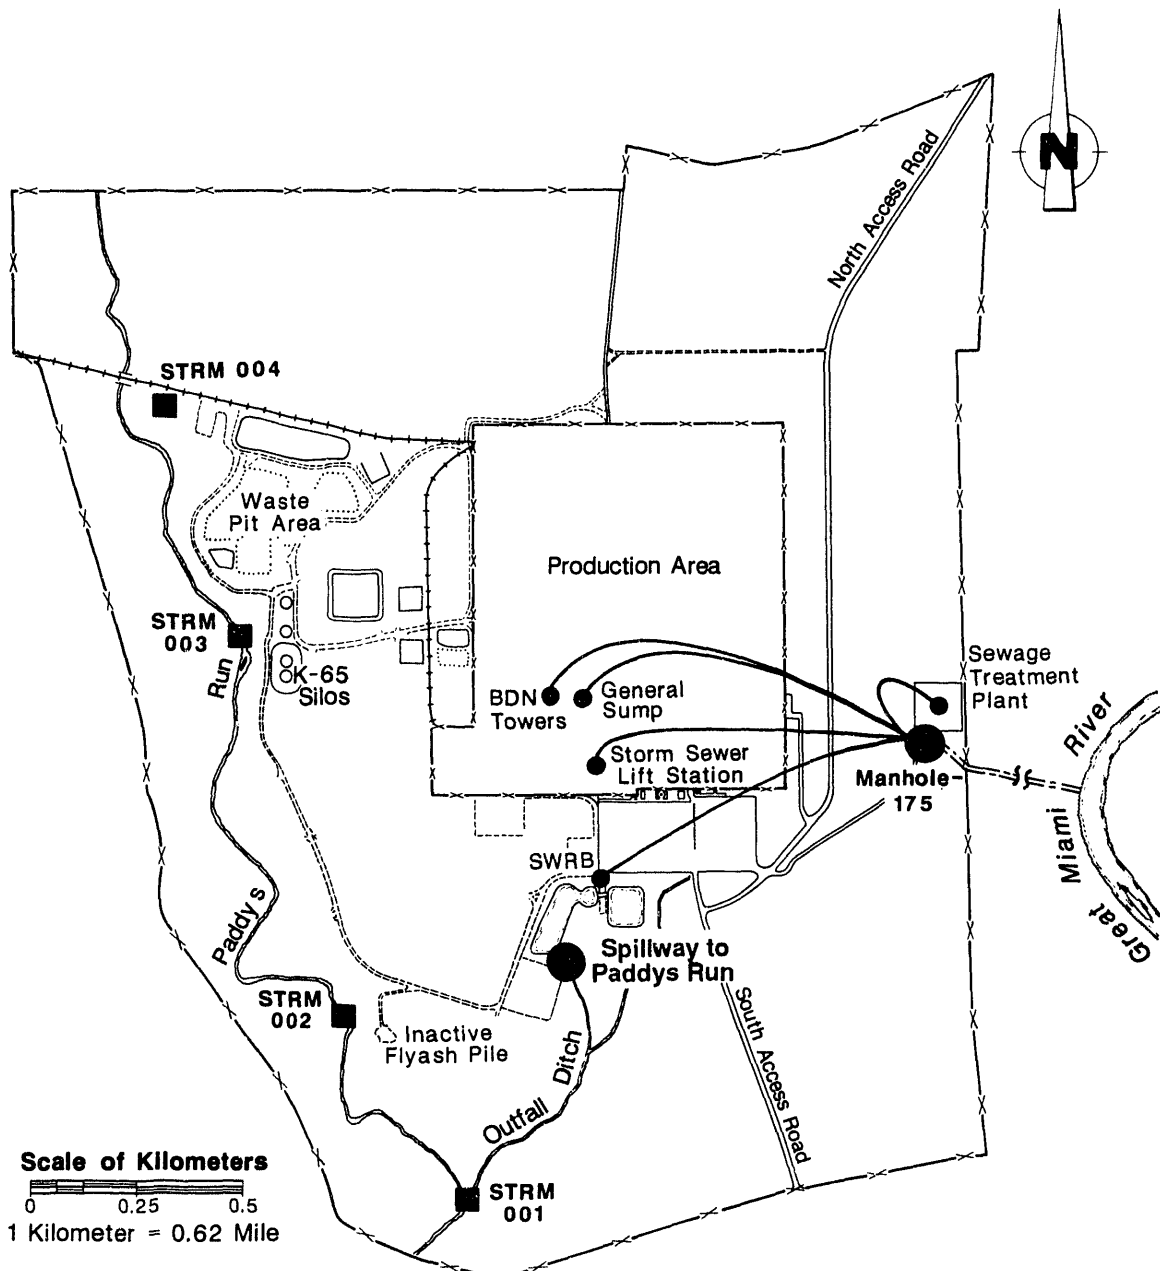 N
North Access Road
STRM 004
Waste
Pit Area
Production Area
STRM
003
Run
K-65
Silos
BDN
Towers
General
Sump
Sewage
Treatment
Plant
Storm Sewer
Lift Station
Manhole-
175
Great Miami River
SWRB
Paddys
Spillway to
Paddys Run
STRM
002
Inactive
Flyash Pile
Outfall Ditch
South Access Road
STRM
001
Scale of Kilometers
0 0.25 0.5
1 Kilometer = 0.62 Mile